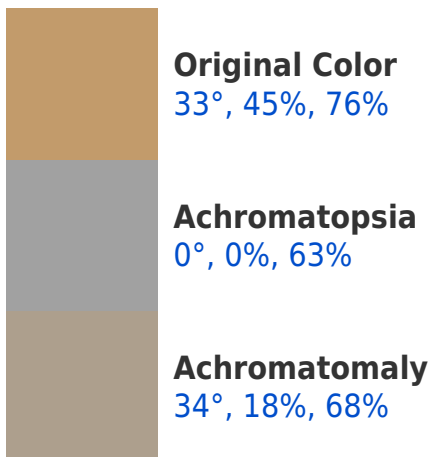 Original Color
33°, 45%, 76%
Achromatopsia
0°, 0%, 63%
Achromatomaly
34°, 18%, 68%